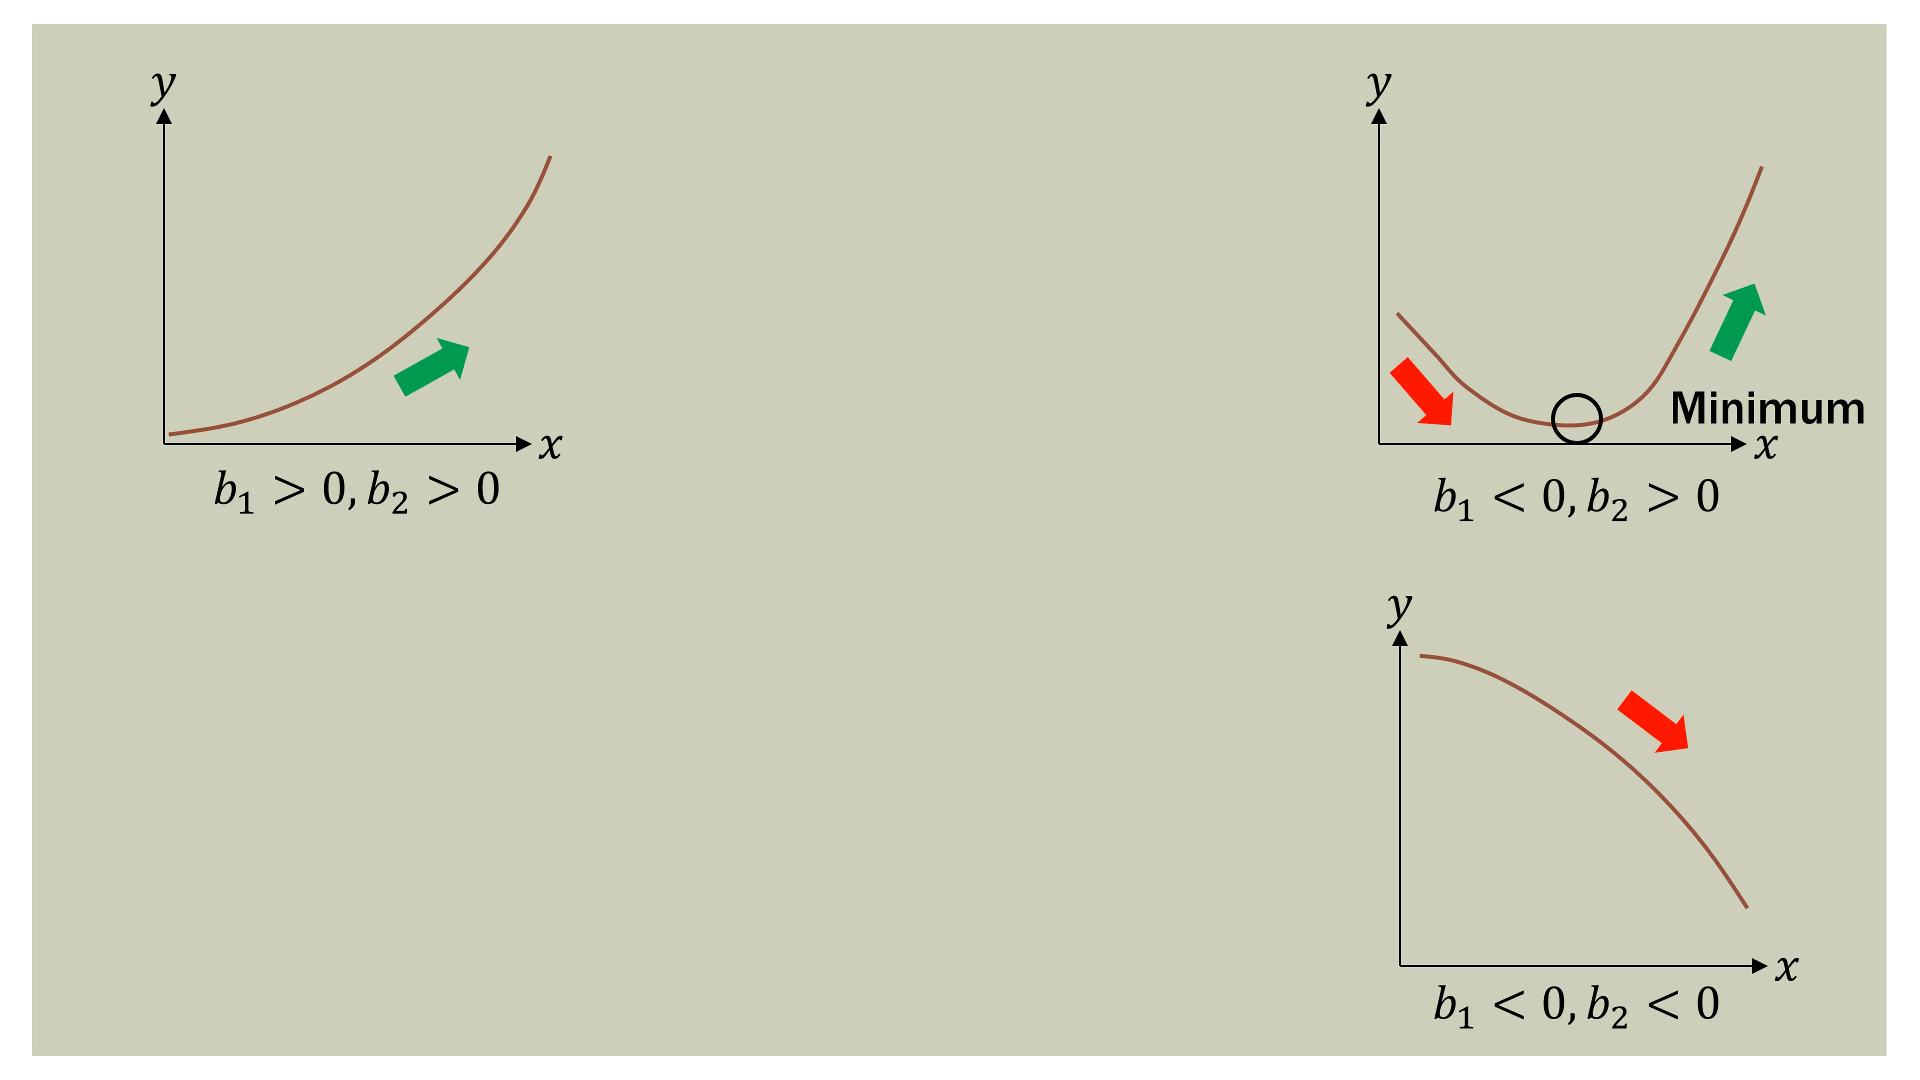 y
x
b₁ > 0, b₂ > 0
y
Minimum
x
b₁ < 0, b₂ > 0
y
x
b₁ < 0, b₂ < 0